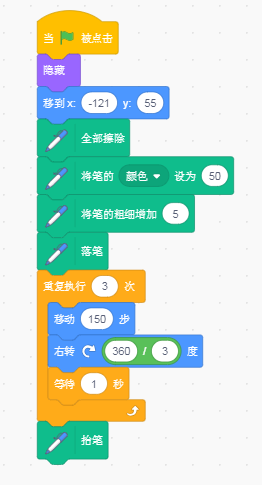 当 被点击
隐藏
移到 x: -121 y: 55
全部擦除
将笔的 颜色 设为 50
将笔的粗细增加 5
落笔
重复执行 3 次
移动 150 步
右转 360 / 3 度
等待 1 秒
抬笔